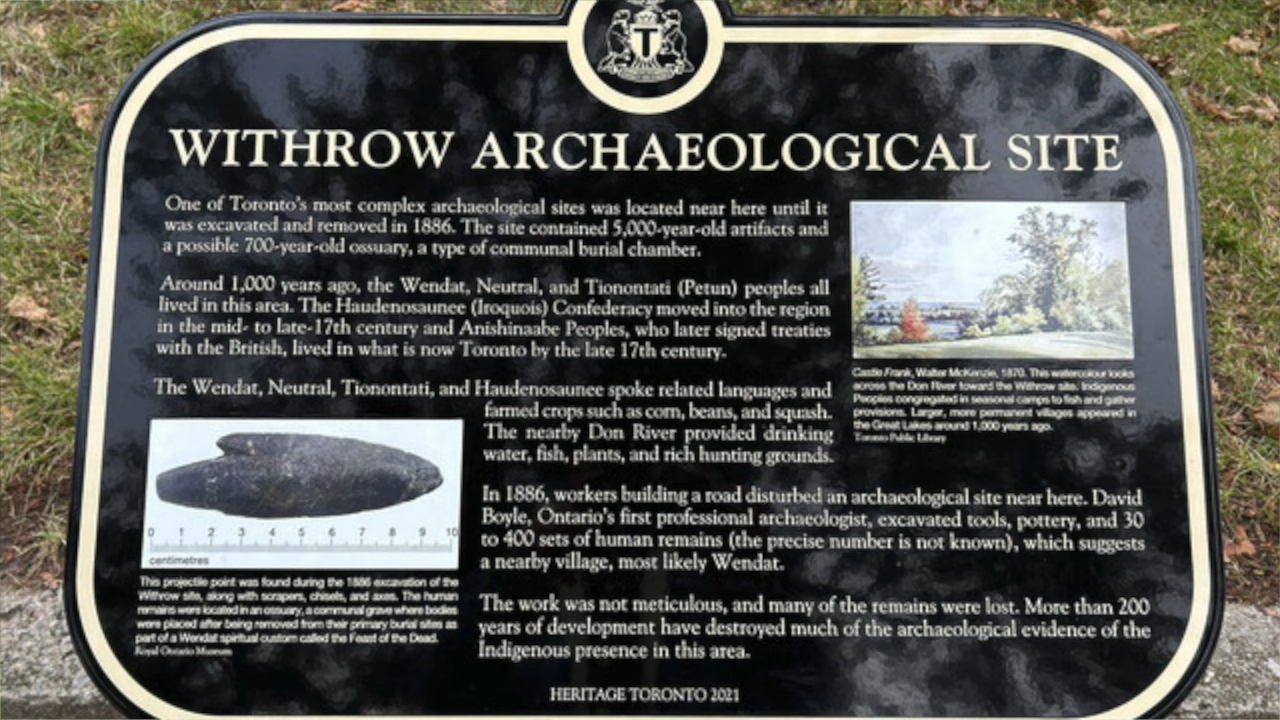 T
WITHROW ARCHAEOLOGICAL SITE
One of Toronto's most complex archaeological sites was located near here until it
was excavated and removed in 1886. The site contained 5,000-year-old artifacts and
a possible 700-year-old ossuary, a type of communal burial chamber.
Around 1,000 years ago, the Wendat, Neutral, and Tionontati (Petun) peoples all
lived in this area. The Haudenosaunee (Iroquois) Confederacy moved into the region
in the mid- to late-17th century and Anishinaabe Peoples, who later signed treaties
with the British, lived in what is now Toronto by the late 17th century.
Castle Frank, Walter McKenzie, 1870. This watercolour looks
across the Don River toward the Withrow site. Indigenous
Peoples congregated in seasonal camps to fish and gather
provisions. Larger, more permanent villages appeared in
the Great Lakes around 1,000 years ago.
Toronto Public Library
The Wendat, Neutral, Tionontati, and Haudenosaunee spoke related languages and
farmed crops such as corn, beans, and squash.
The nearby Don River provided drinking
water, fish, plants, and rich hunting grounds.
0 1 2 3 4 5 6 7 8 9 10
centimetres
This projectile point was found during the 1886 excavation of the
Withrow site, along with scrapers, chisels, and axes. The human
remains were located in an ossuary, a communal grave where bodies
were placed after being removed from their primary burial sites as
part of a Wendat spiritual custom called the Feast of the Dead.
Royal Ontario Museum
In 1886, workers building a road disturbed an archaeological site near here. David
Boyle, Ontario's first professional archaeologist, excavated tools, pottery, and 30
to 400 sets of human remains (the precise number is not known), which suggests
a nearby village, most likely Wendat.
The work was not meticulous, and many of the remains were lost. More than 200
years of development have destroyed much of the archaeological evidence of the
Indigenous presence in this area.
HERITAGE TORONTO 2021